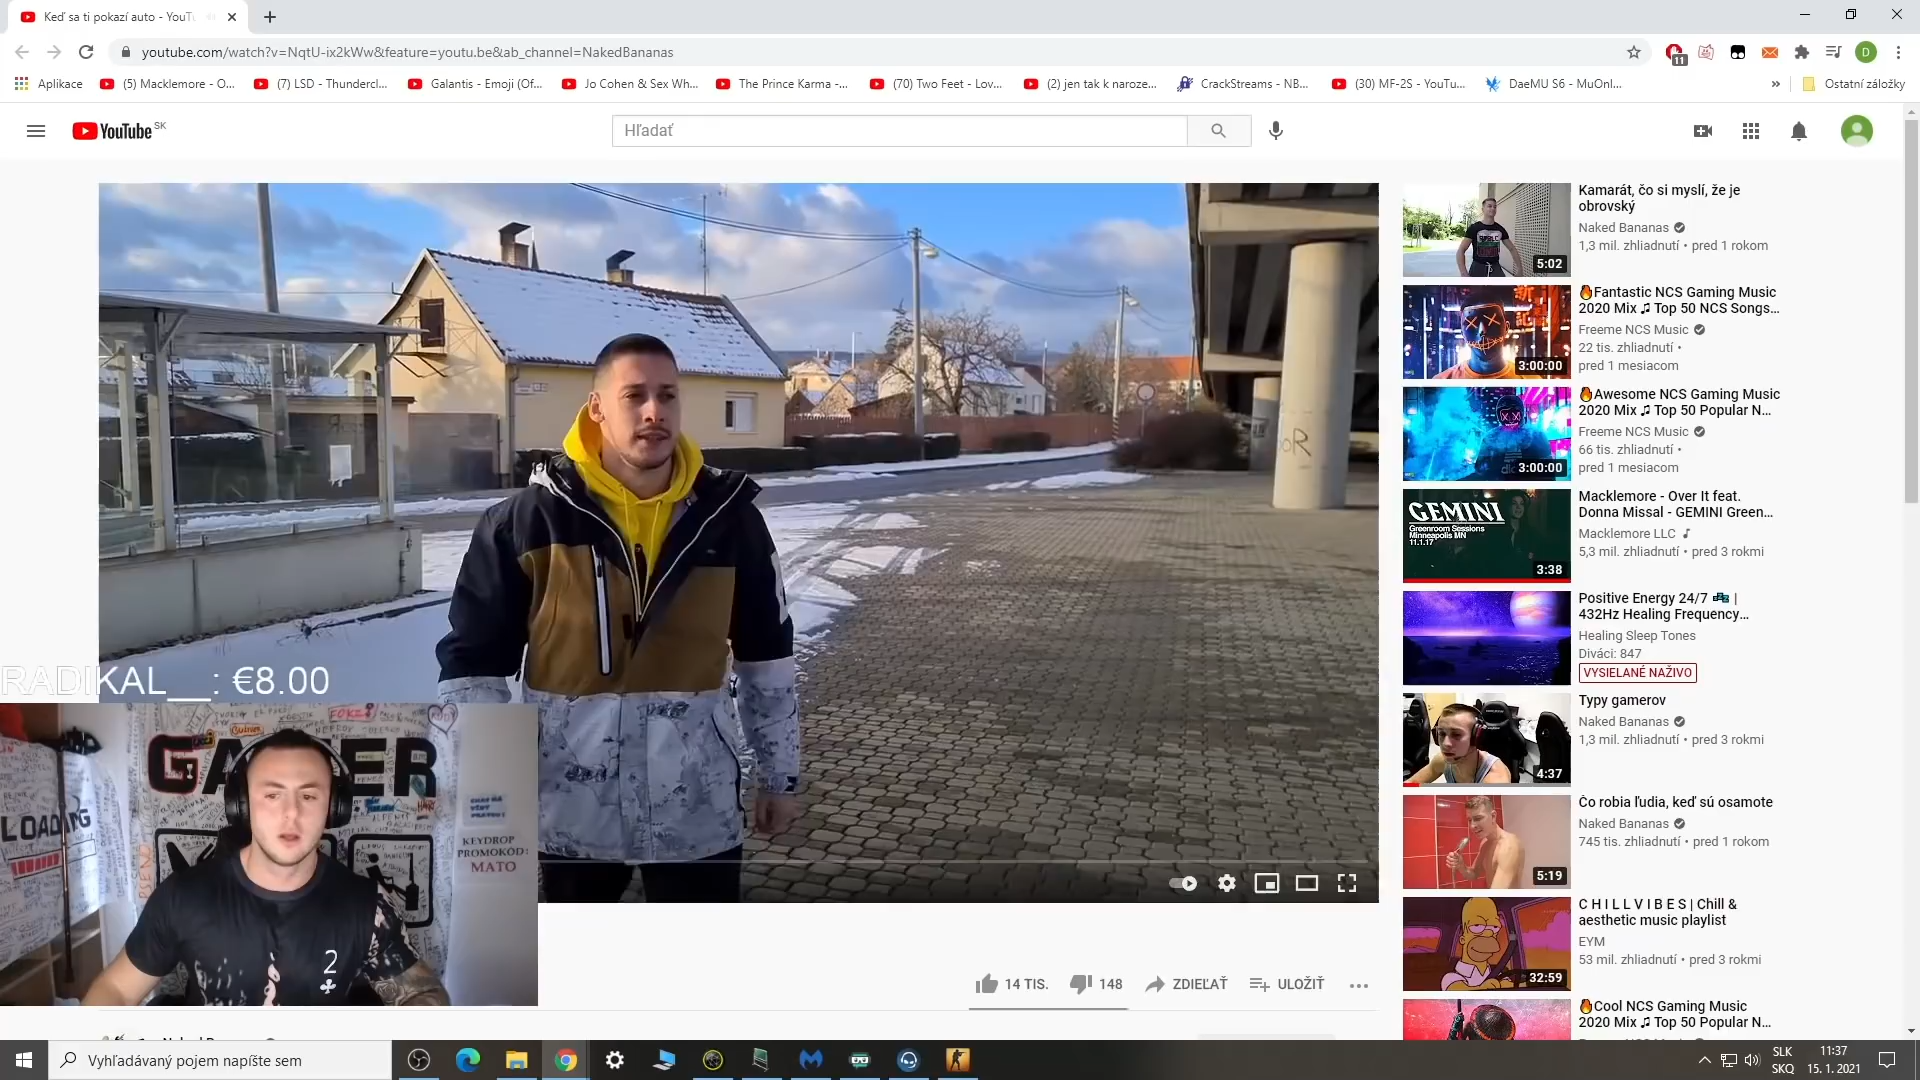 Keď sa ti pokazí auto - YouTu
youtube.com/watch?v=NqtU-ix2kWw&feature=youtu.be&ab_channel=NakedBananas
11
D
Aplikace
(5) Macklemore - O...
(7) LSD - Thundercl...
Galantis - Emoji (Of...
Jo Cohen & Sex Wh...
The Prince Karma -...
(70) Two Feet - Lov...
(2) jen tak k naroze...
CrackStreams - NB...
(30) MF-2S - YouTu...
DaeMU S6 - MuOnl...
»
Ostatní záložky
YouTube SK
Hľadať
RADIKAL__: €8.00
GAMER
LOADING
KEYDROP
PROMOKÓD:
MATO
2
14 TIS.
148
ZDIEĽAŤ
ULOŽIŤ
Kamarát, čo si myslí, že je
obrovský
Naked Bananas
1,3 mil. zhliadnutí • pred 1 rokom
5:02
🔥Fantastic NCS Gaming Music
2020 Mix ♫ Top 50 NCS Songs...
Freeme NCS Music
22 tis. zhliadnutí •
pred 1 mesiacom
3:00:00
🔥Awesome NCS Gaming Music
2020 Mix ♫ Top 50 Popular N...
Freeme NCS Music
66 tis. zhliadnutí •
pred 1 mesiacom
3:00:00
GEMINI
Greenroom Sessions
Minneapolis MN
11.1.17
Macklemore - Over It feat.
Donna Missal - GEMINI Green...
Macklemore LLC
5,3 mil. zhliadnutí • pred 3 rokmi
3:38
Positive Energy 24/7 💤 |
432Hz Healing Frequency...
Healing Sleep Tones
Diváci: 847
VYSIELANÉ NAŽIVO
Typy gamerov
Naked Bananas
1,3 mil. zhliadnutí • pred 3 rokmi
4:37
Čo robia ľudia, keď sú osamote
Naked Bananas
745 tis. zhliadnutí • pred 1 rokom
5:19
C H I L L V I B E S | Chill &
aesthetic music playlist
EYM
53 mil. zhliadnutí • pred 3 rokmi
32:59
🔥Cool NCS Gaming Music
2020 Mix ♫ Top 50 Popular N...
Vyhľadávaný pojem napíšte sem
SLK
SKQ
11:37
15. 1. 2021